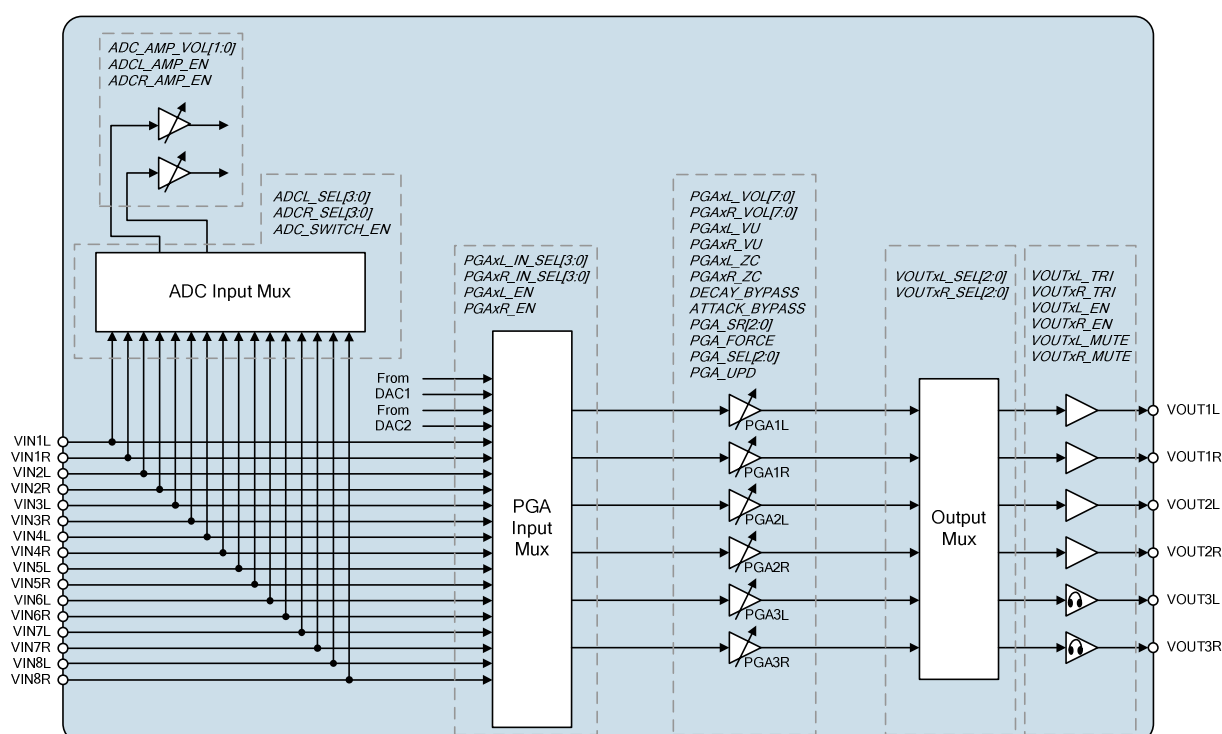 ADC_AMP_VOL[1:0]
ADCL_AMP_EN
ADCR_AMP_EN
ADCL_SEL[3:0]
ADCR_SEL[3:0]
ADC_SWITCH_EN
ADC Input Mux
PGAxL_IN_SEL[3:0]
PGAxR_IN_SEL[3:0]
PGAxL_EN
PGAxR_EN
PGAxL_VOL[7:0]
PGAxR_VOL[7:0]
PGAxL_VU
PGAxR_VU
PGAxL_ZC
PGAxR_ZC
DECAY_BYPASS
ATTACK_BYPASS
PGA_SR[2:0]
PGA_FORCE
PGA_SEL[2:0]
PGA_UPD
VOUTxL_SEL[2:0]
VOUTxR_SEL[2:0]
VOUTxL_TRI
VOUTxR_TRI
VOUTxL_EN
VOUTxR_EN
VOUTxL_MUTE
VOUTxR_MUTE
From
DAC1
From
DAC2
VIN1L
VIN1R
VIN2L
VIN2R
VIN3L
VIN3R
VIN4L
VIN4R
VIN5L
VIN5R
VIN6L
VIN6R
VIN7L
VIN7R
VIN8L
VIN8R
PGA
Input
Mux
PGA1L
PGA1R
PGA2L
PGA2R
PGA3L
PGA3R
Output
Mux
VOUT1L
VOUT1R
VOUT2L
VOUT2R
VOUT3L
VOUT3R